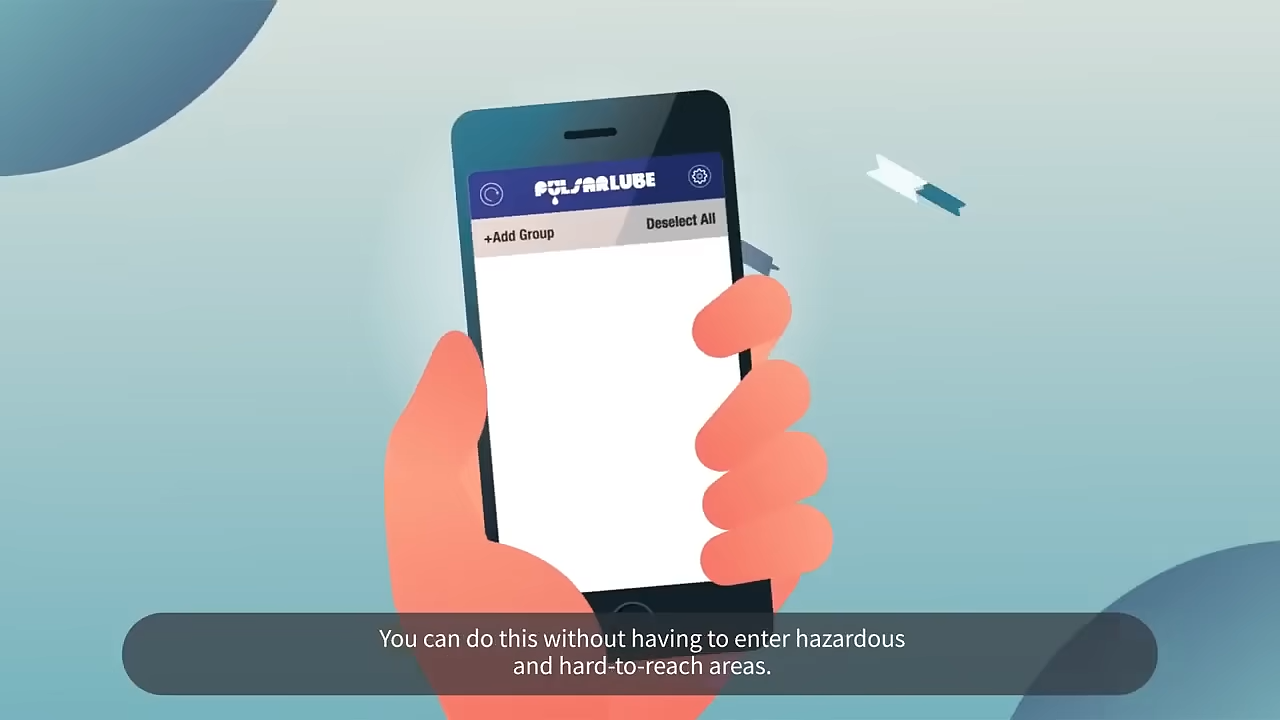 PULSARLUBE
+Add Group
Deselect All
You can do this without having to enter hazardous
and hard-to-reach areas.